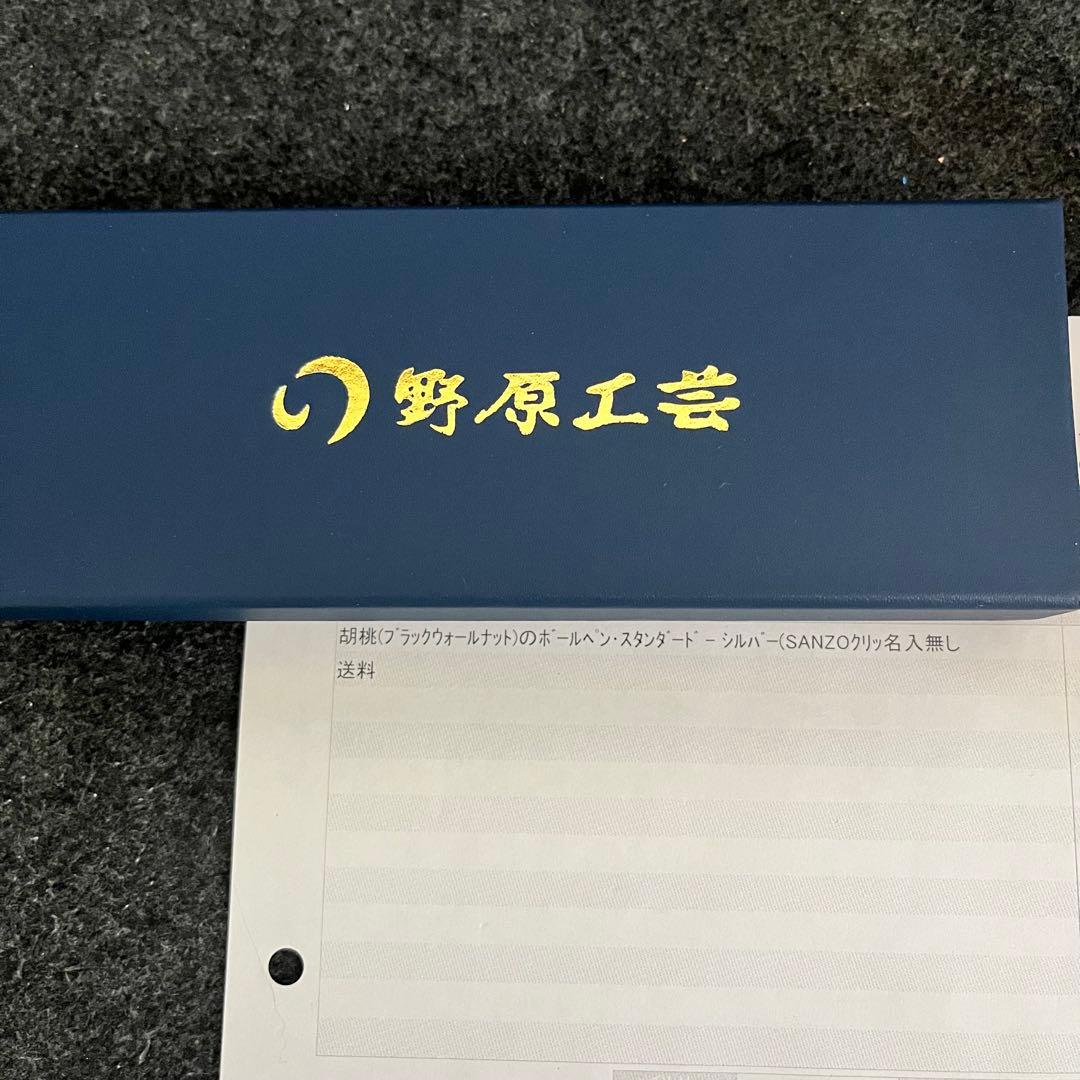 野原工芸
胡桃(ﾌﾞﾗｯｸｳｫｰﾙﾅｯﾄ)のﾎﾞｰﾙﾍﾟﾝ･ｽﾀﾝﾀﾞｰﾄﾞ － ｼﾙﾊﾞｰ(SANZOｸﾘｯ名入無し
送料